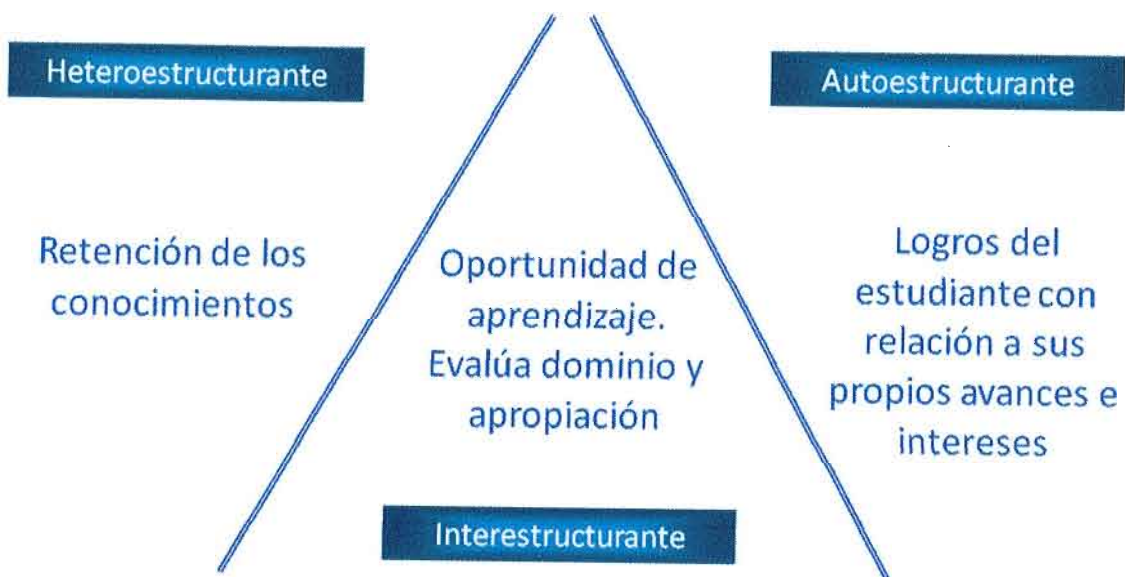 Heteroestructurante
Autoestructurante
Retención de los
conocimientos
Oportunidad de
aprendizaje.
Evalúa dominio y
apropiación
Logros del
estudiante con
relación a sus
propios avances e
intereses
Interestructurante